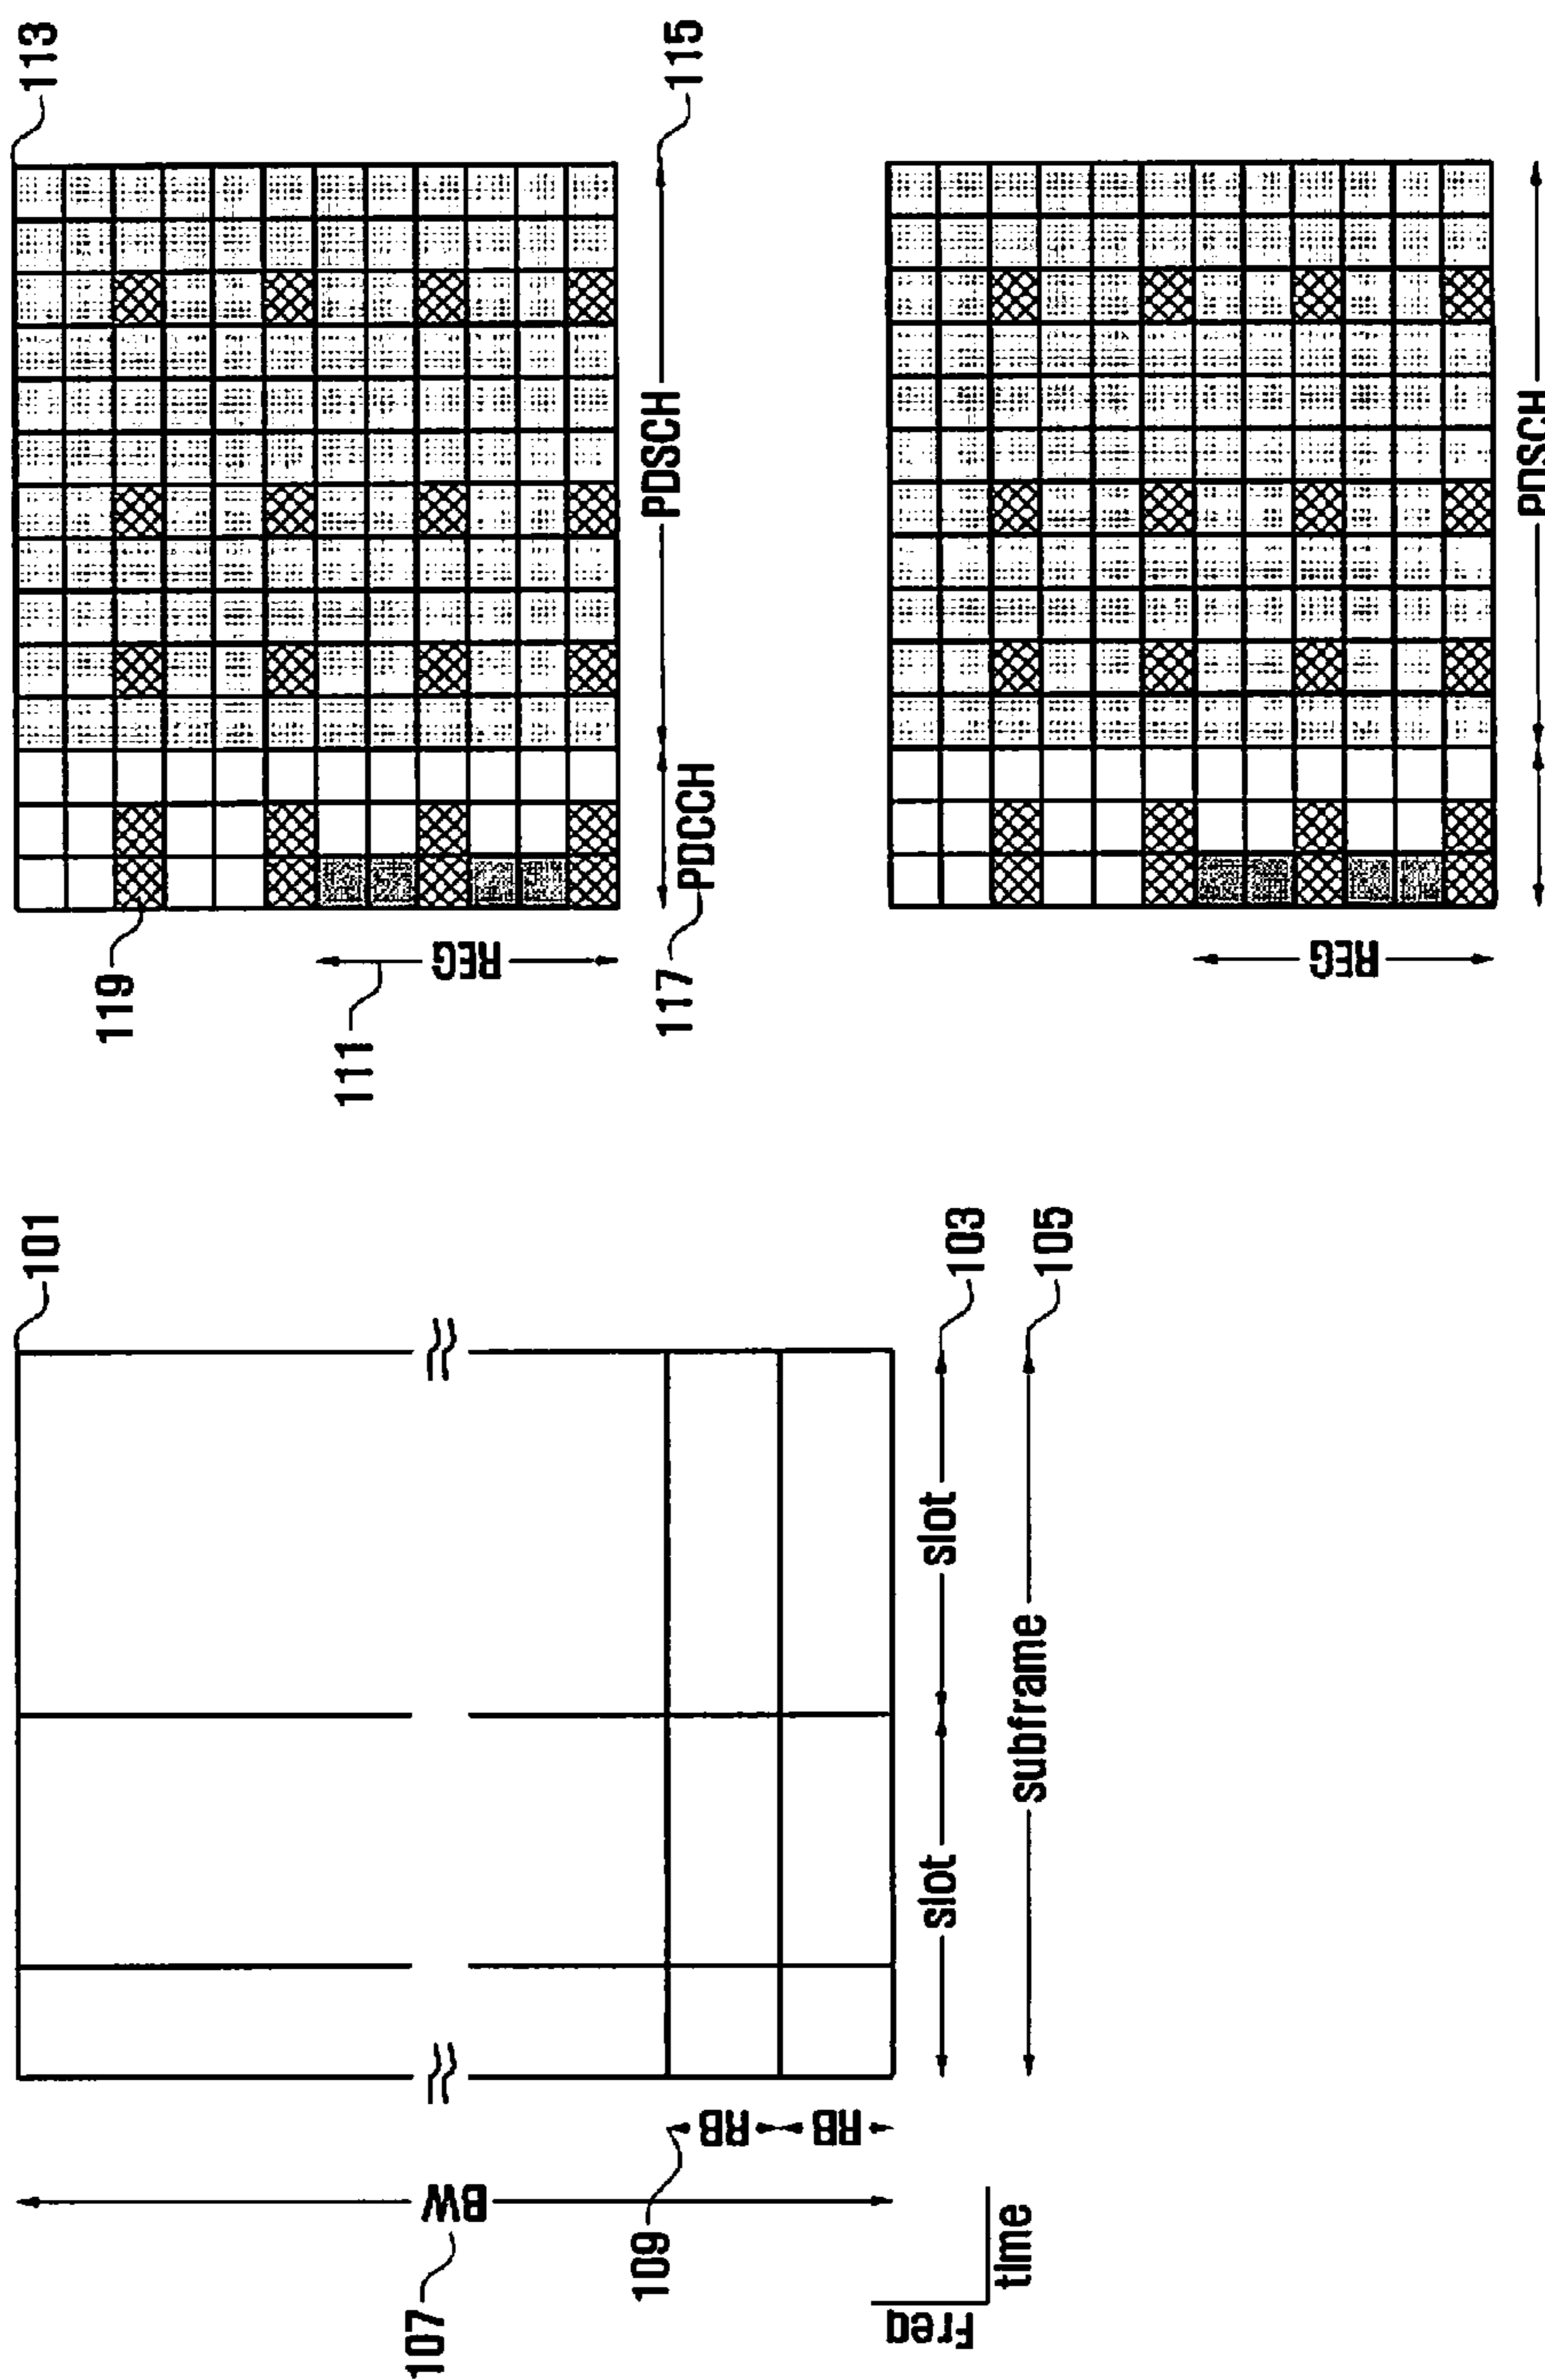 101
slot
slot
103
subframe
105
RB
RB
109
BW
107
Freq
time
113
119
REG
111
PDCCH
117
PDSCH
115
REG
PDSCH